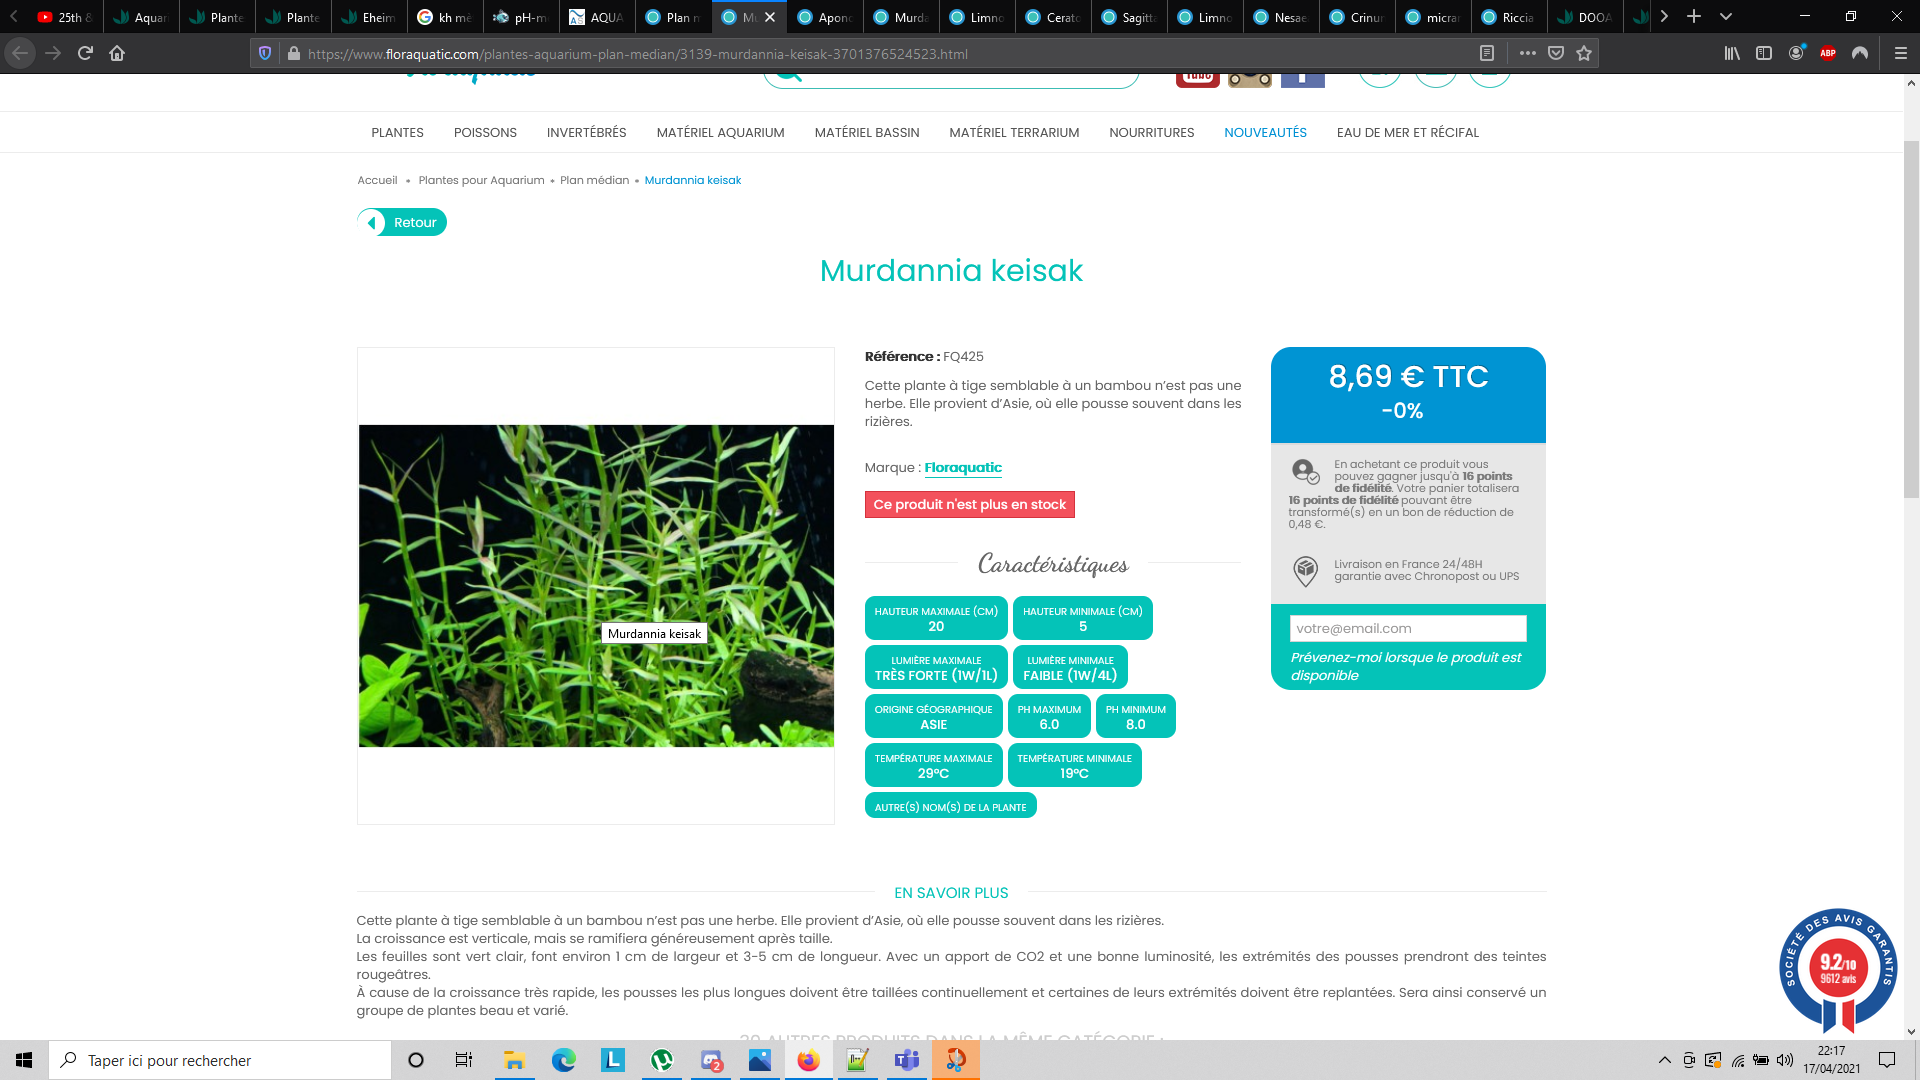 25th &
Aquar
Plante
Plante
Eheim
kh mè
pH-m
AQUA
Plan m
Mu
Apono
Murda
Limno
Cerato
Sagitta
Limno
Nesaea
Crinun
micran
Riccia
DOOA
https://www.floraquatic.com/plantes-aquarium-plan-median/3139-murdannia-keisak-3701376524523.html
ABP
PLANTES
POISSONS
INVERTÉBRÉS
MATÉRIEL AQUARIUM
MATÉRIEL BASSIN
MATÉRIEL TERRARIUM
NOURRITURES
NOUVEAUTÉS
EAU DE MER ET RÉCIFAL
Accueil
Plantes pour Aquarium
Plan médian
Murdannia keisak
Retour
Murdannia keisak
Murdannia keisak
Référence : FQ425
Cette plante à tige semblable à un bambou n’est pas une
herbe. Elle provient d’Asie, où elle pousse souvent dans les
rizières.
Marque : Floraquatic
Ce produit n'est plus en stock
Caractéristiques
HAUTEUR MAXIMALE (CM)
20
HAUTEUR MINIMALE (CM)
5
LUMIÈRE MAXIMALE
TRÈS FORTE (1W/1L)
LUMIÈRE MINIMALE
FAIBLE (1W/4L)
ORIGINE GÉOGRAPHIQUE
ASIE
PH MAXIMUM
6.0
PH MINIMUM
8.0
TEMPÉRATURE MAXIMALE
29°C
TEMPÉRATURE MINIMALE
19°C
AUTRE(S) NOM(S) DE LA PLANTE
8,69 € TTC
-0%
En achetant ce produit vous
pouvez gagner jusqu'à 16 points
de fidélité. Votre panier totalisera
16 points de fidélité pouvant être
transformé(s) en un bon de réduction de
0,48 €.
Livraison en France 24/48H
garantie avec Chronopost ou UPS
votre@email.com
Prévenez-moi lorsque le produit est
disponible
EN SAVOIR PLUS
Cette plante à tige semblable à un bambou n’est pas une herbe. Elle provient d’Asie, où elle pousse souvent dans les rizières.
La croissance est verticale, mais se ramifiera généreusement après taille.
Les feuilles sont vert clair, font environ 1 cm de largeur et 3-5 cm de longueur. Avec un apport de CO2 et une bonne luminosité, les extrémités des pousses prendront des teintes
rougeâtres.
À cause de la croissance très rapide, les pousses les plus longues doivent être taillées continuellement et certaines de leurs extrémités doivent être replantées. Sera ainsi conservé un
groupe de plantes beau et varié.
AUTRES PRODUITS DANS LA MÊME CATÉGORIE :
SOCIÉTÉ DES AVIS GARANTIS
9.2/10
9612 avis
Taper ici pour rechercher
2
22:17
17/04/2021